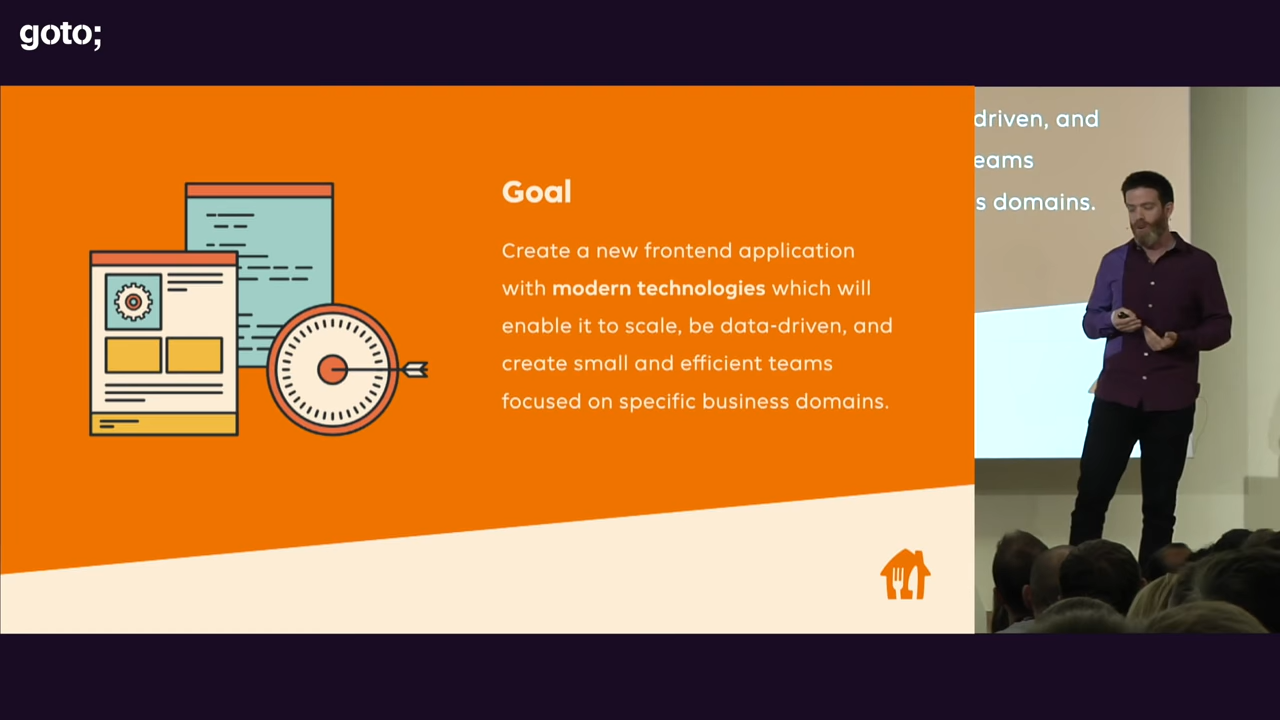 goto;
Goal
Create a new frontend application
with modern technologies which will
enable it to scale, be data-driven, and
create small and efficient teams
focused on specific business domains.
driven, and
eams
s domains.